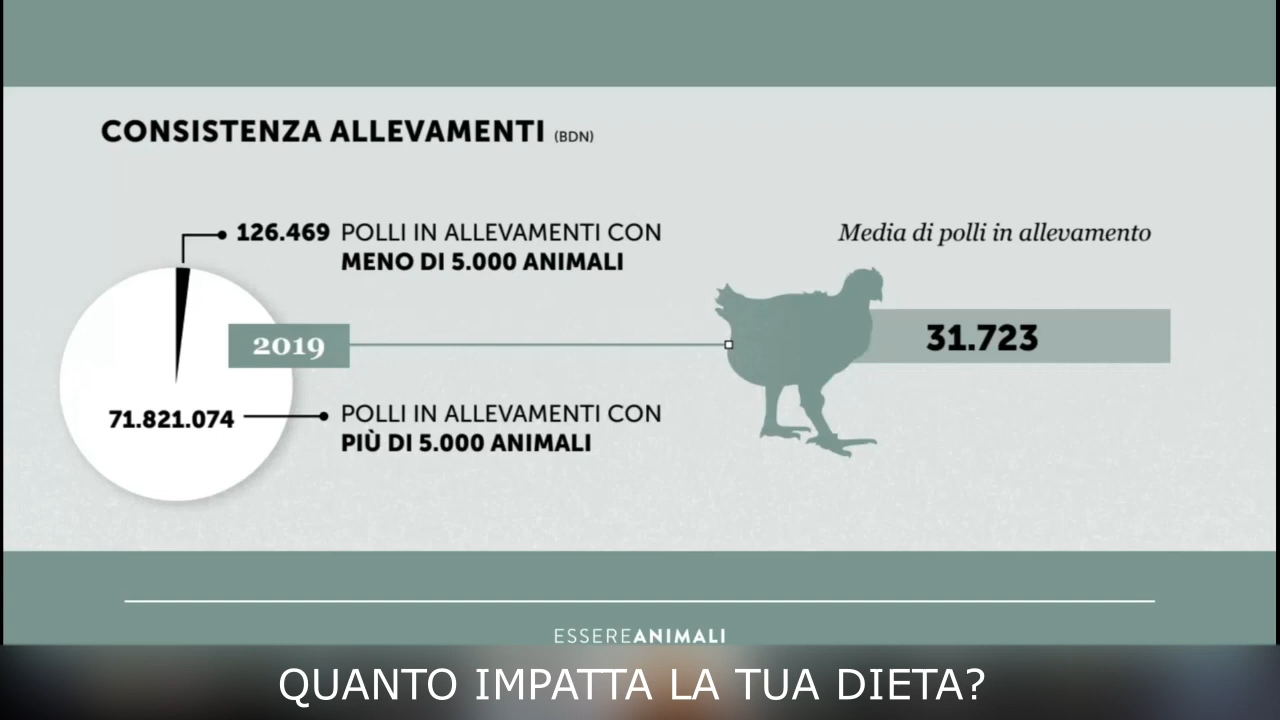 CONSISTENZA ALLEVAMENTI (BDN)
126.469 POLLI IN ALLEVAMENTI CON
MENO DI 5.000 ANIMALI
Media di polli in allevamento
2019
31.723
71.821.074 POLLI IN ALLEVAMENTI CON
PIÙ DI 5.000 ANIMALI
ESSEREANIMALI
QUANTO IMPATTA LA TUA DIETA?